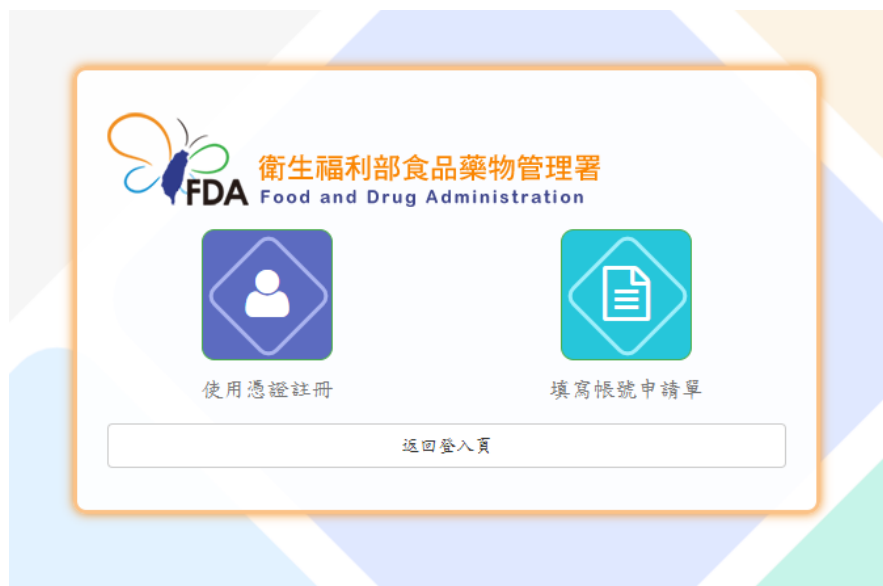 FDA
衛生福利部食品藥物管理署
Food and Drug Administration
使用憑證註冊
填寫帳號申請單
返回登入頁